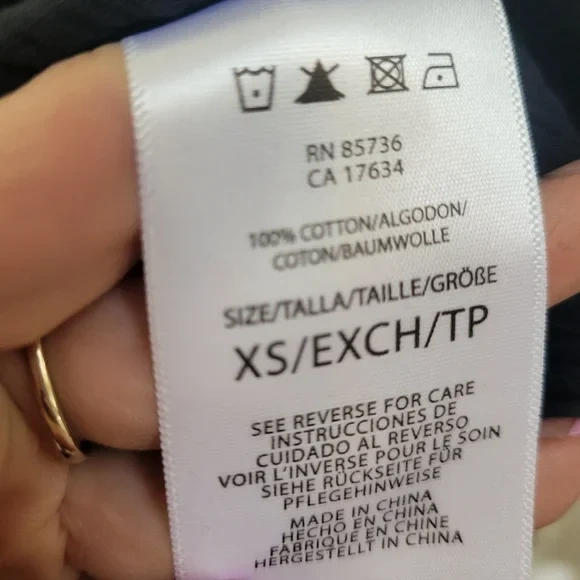 RN 85736
CA 17634
100% COTTON/ALGODON/
COTON/BAUMWOLLE
SIZE/TALLA/TAILLE/GRÖßE
XS/EXCH/TP
SEE REVERSE FOR CARE
INSTRUCCIONES DE
CUIDADO AL REVERSO
VOIR L'INVERSE POUR LE SOIN
SIEHE RÜCKSEITE FÜR
PFLEGEHINWEISE
MADE IN CHINA
HECHO EN CHINA
FABRIQUE EN CHINE
HERGESTELLT IN CHINA